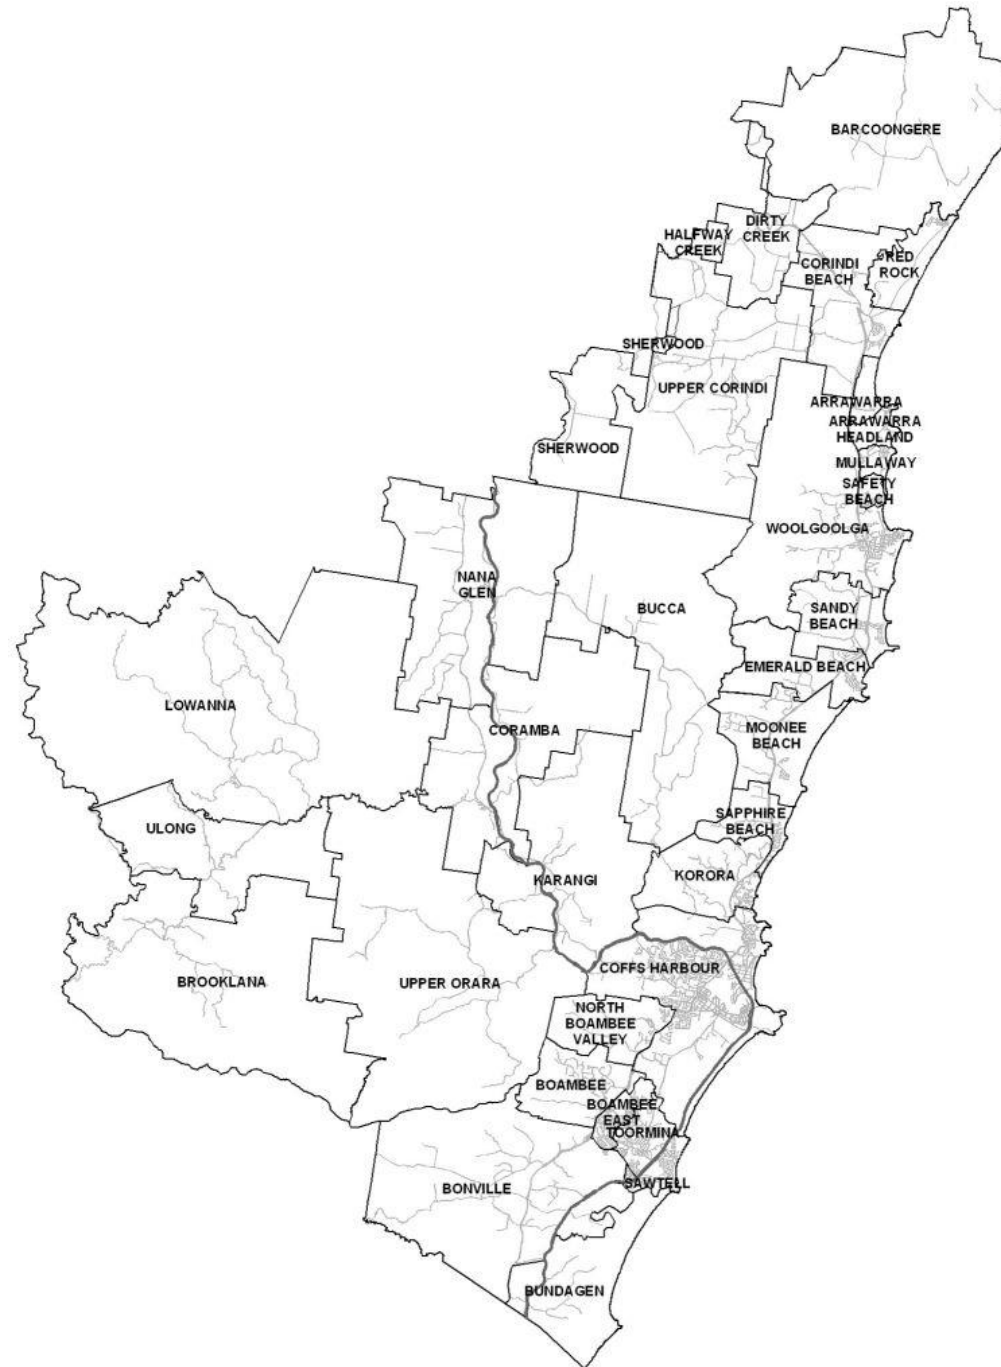 BARCOONGERE
DIRTY
CREEK
HALFWAY
CREEK
CORINDI
BEACH
RED
ROCK
SHERWOOD
UPPER CORINDI
ARRAWARRA
ARRAWARRA
HEADLAND
SHERWOOD
MULLAWAY
SAFETY
BEACH
WOOLGOOLGA
NANA
GLEN
BUCCA
SANDY
BEACH
EMERALD BEACH
LOWANNA
CORAMBA
MOONEE
BEACH
ULONG
SAPPHIRE
BEACH
KARANGI
KORORA
BROOKLANA
UPPER ORARA
COFFS HARBOUR
NORTH
BOAMBEE
VALLEY
BOAMBEE
BOAMBEE
EAST
TOORMINA
BONVILLE
SAWTELL
BUNDAGEN